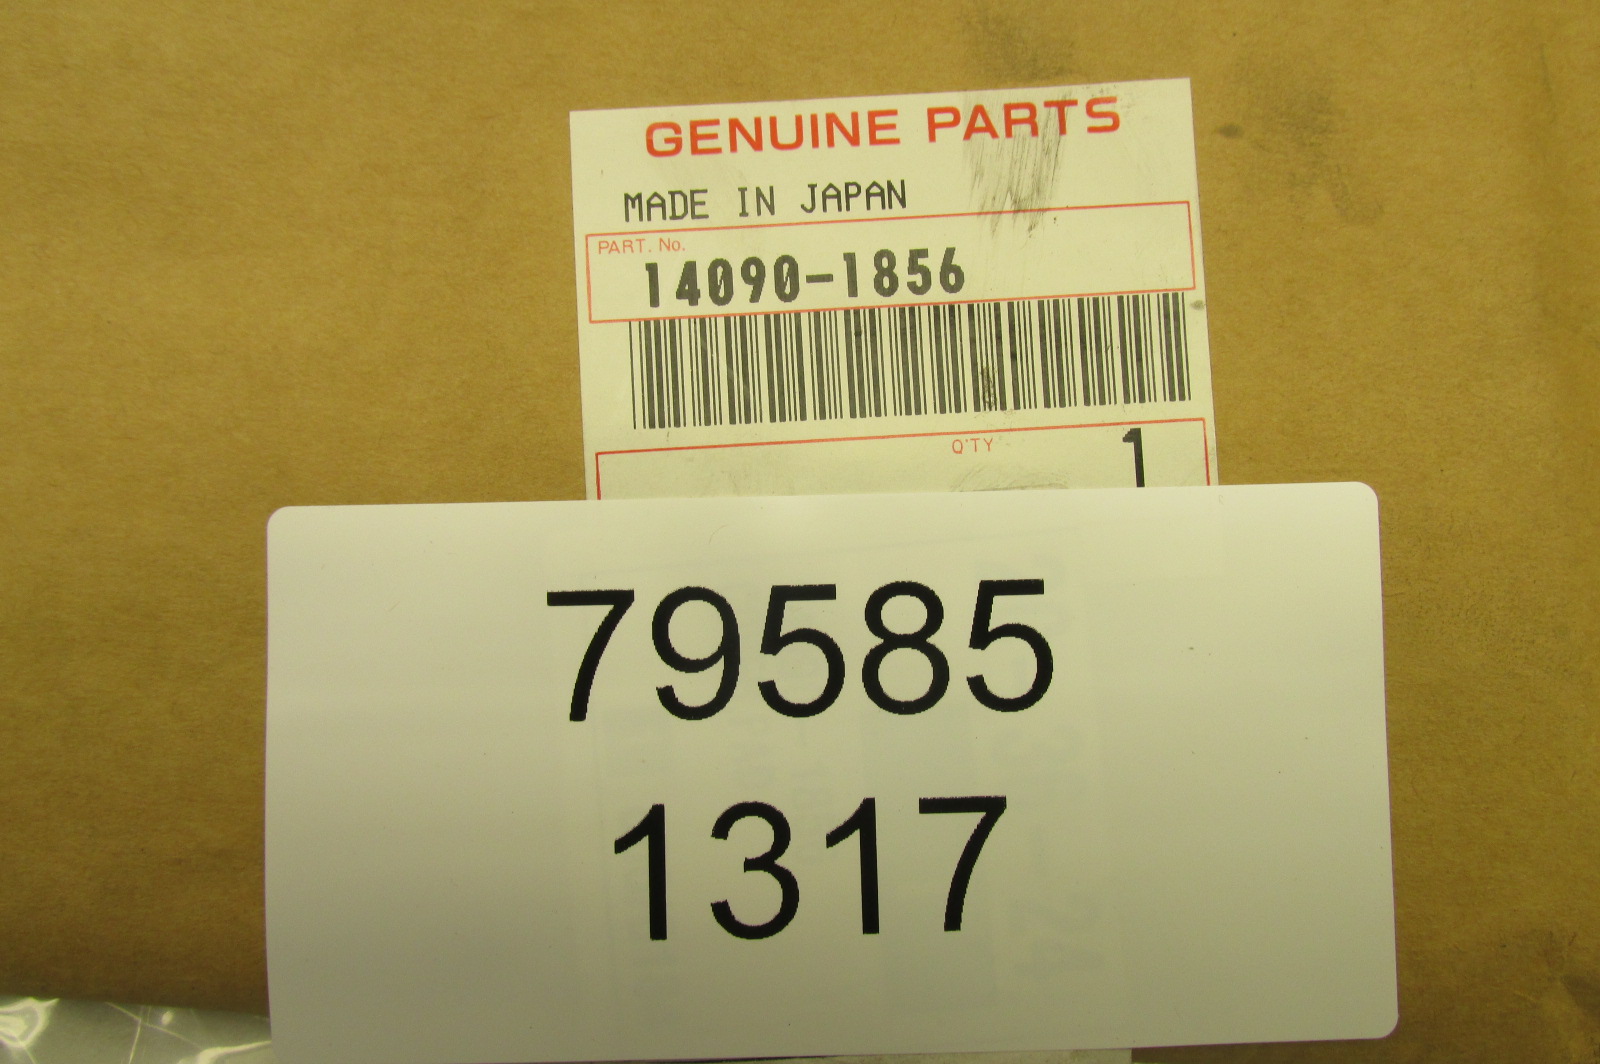 GENUINE PARTS
MADE IN JAPAN
PART. No.
14090-1856
Q'TY
1
79585
1317